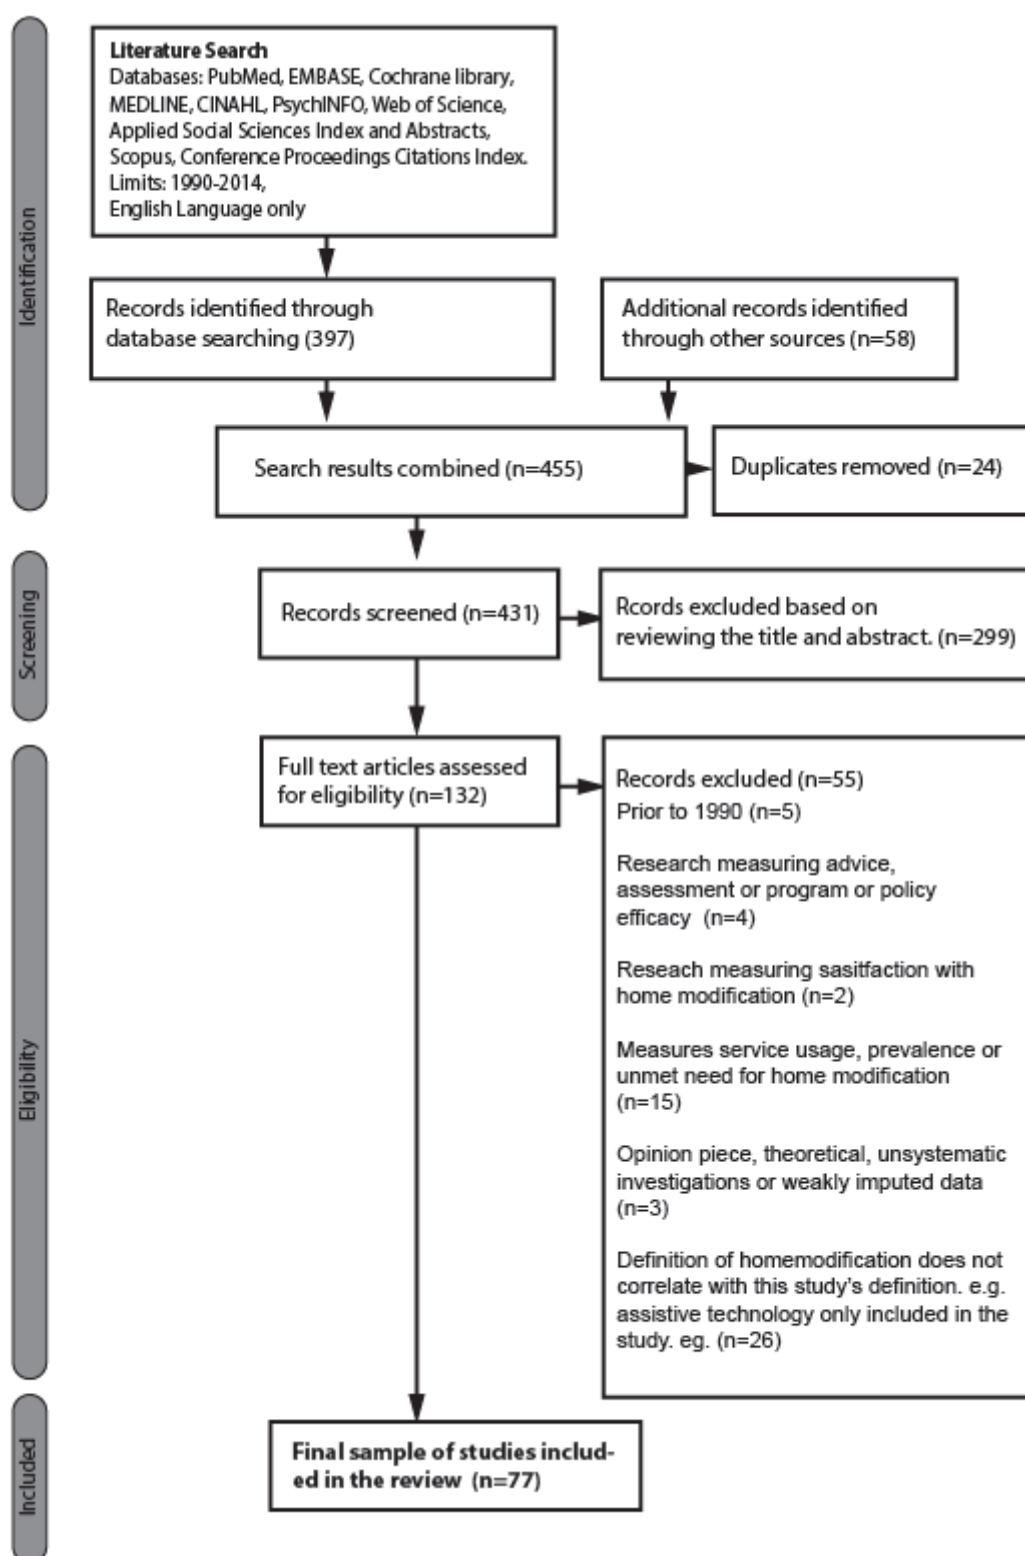 Identification
Literature Search
Databases: PubMed, EMBASE, Cochrane library,
MEDLINE, CINAHL, PsychINFO, Web of Science,
Applied Social Sciences Index and Abstracts,
Scopus, Conference Proceedings Citations Index.
Limits: 1990-2014,
English Language only
Records identified through
database searching (397)
Additional records identified
through other sources (n=58)
Search results combined (n=455)
Duplicates removed (n=24)
Screening
Records screened (n=431)
Rcords excluded based on
reviewing the title and abstract. (n=299)
Eligibility
Full text articles assessed
for eligibility (n=132)
Records excluded (n=55)
Prior to 1990 (n=5)
Research measuring advice,
assessment or program or policy
efficacy (n=4)
Reseach measuring sasitfaction with
home modification (n=2)
Measures service usage, prevalence or
unmet need for home modification
(n=15)
Opinion piece, theoretical, unsystematic
investigations or weakly imputed data
(n=3)
Definition of homemodification does not
correlate with this study's definition. e.g.
assistive technology only included in the
study. eg. (n=26)
Included
Final sample of studies includ-
ed in the review (n=77)